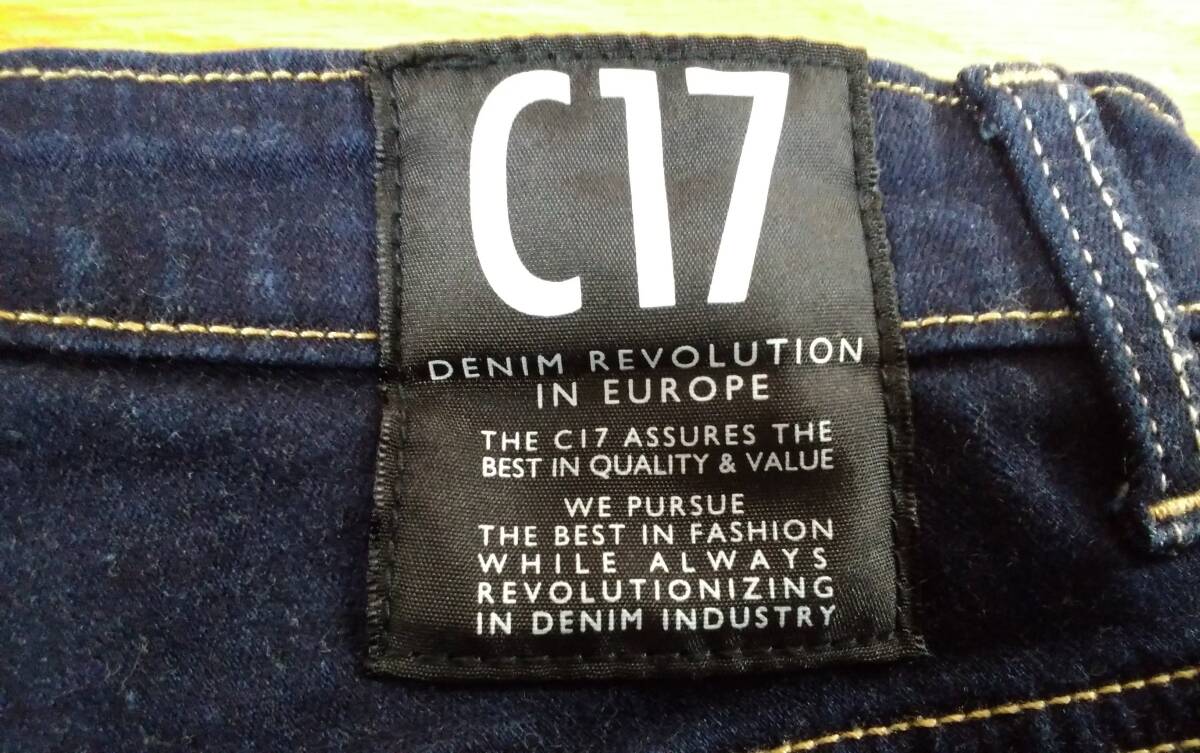 C17
DENIM REVOLUTION
IN EUROPE
THE C17 ASSURES THE
BEST IN QUALITY & VALUE
WE PURSUE
THE BEST IN FASHION
WHILE ALWAYS
REVOLUTIONIZING
IN DENIM INDUSTRY